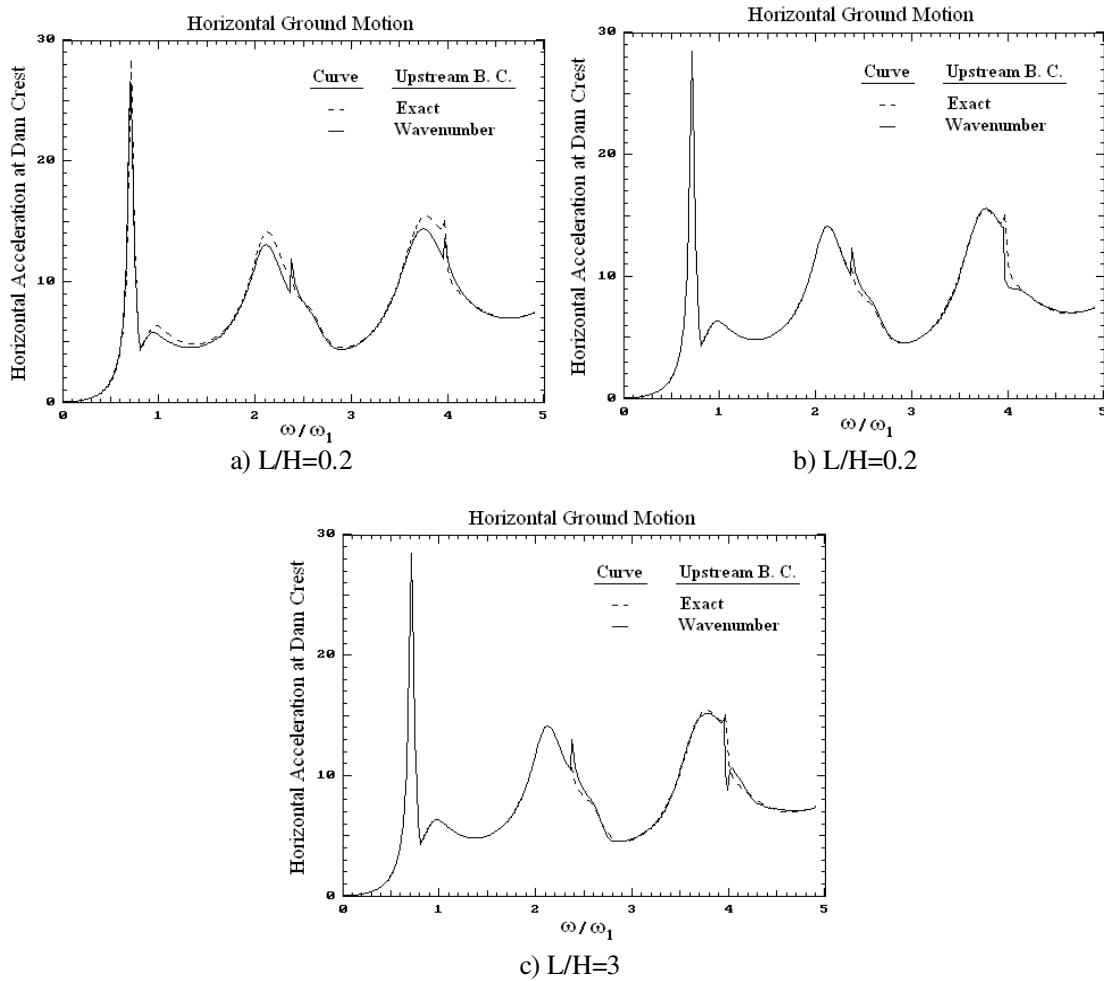 Horizontal Ground Motion
Horizontal Acceleration at Dam Crest
30
20
10
0
Curve Upstream B. C.
Exact
Wavenumber
0 1 2 3 4 5
ω/ω1
a) L/H=0.2
Horizontal Ground Motion
Horizontal Acceleration at Dam Crest
30
20
10
0
Curve Upstream B. C.
Exact
Wavenumber
0 1 2 3 4 5
ω/ω1
b) L/H=0.2
Horizontal Ground Motion
Horizontal Acceleration at Dam Crest
30
20
10
0
Curve Upstream B. C.
Exact
Wavenumber
0 1 2 3 4 5
ω/ω1
c) L/H=3